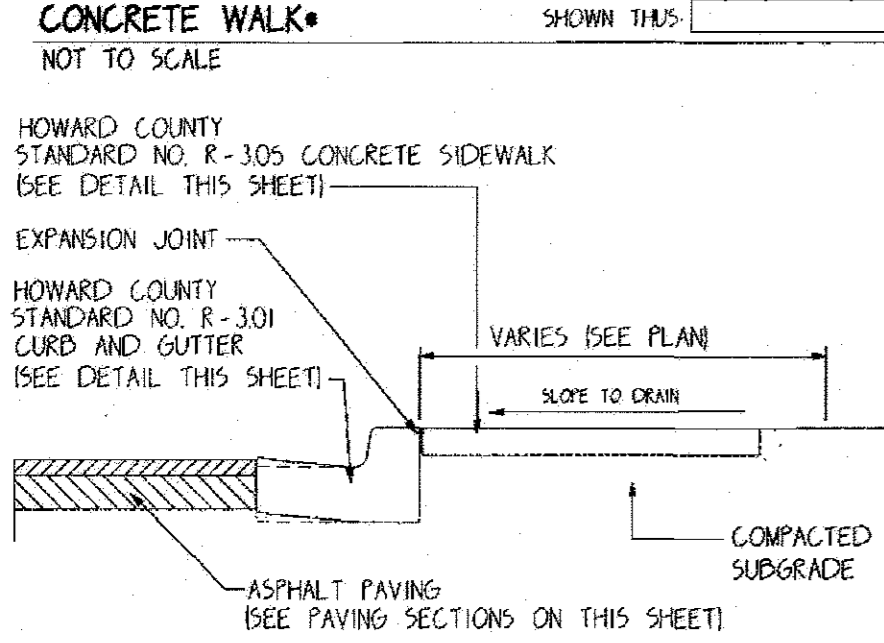 CONCRETE WALK•
SHOWN THUS.
NOT TO SCALE
HOWARD COUNTY
STANDARD NO. R-3.05 CONCRETE SIDEWALK
(SEE DETAIL THIS SHEET)
EXPANSION JOINT
HOWARD COUNTY
STANDARD NO. R-3.01
CURB AND GUTTER
(SEE DETAIL THIS SHEET)
VARIES (SEE PLAN)
SLOPE TO DRAIN
COMPACTED
SUBGRADE
ASPHALT PAVING
(SEE PAVING SECTIONS ON THIS SHEET)